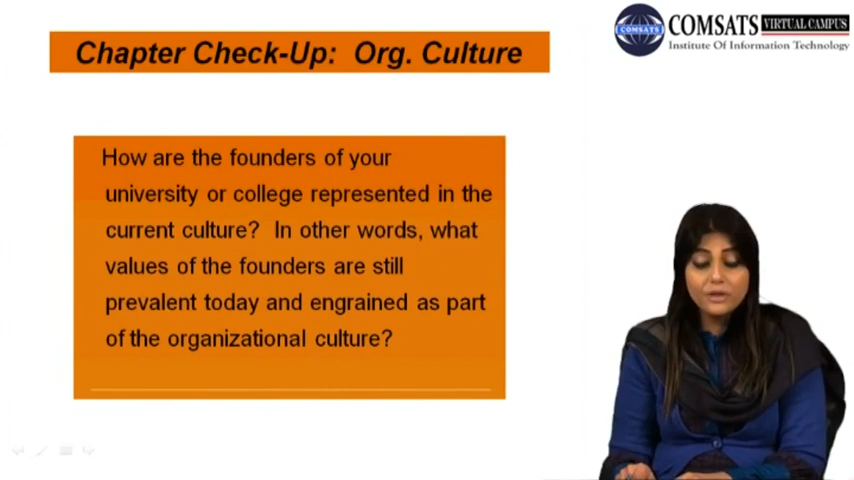 Chapter Check-Up: Org. Culture
COMSATS
COMSATS
VIRTUAL CAMPUS
Institute Of Information Technology
How are the founders of your
university or college represented in the
current culture? In other words, what
values of the founders are still
prevalent today and engrained as part
of the organizational culture?